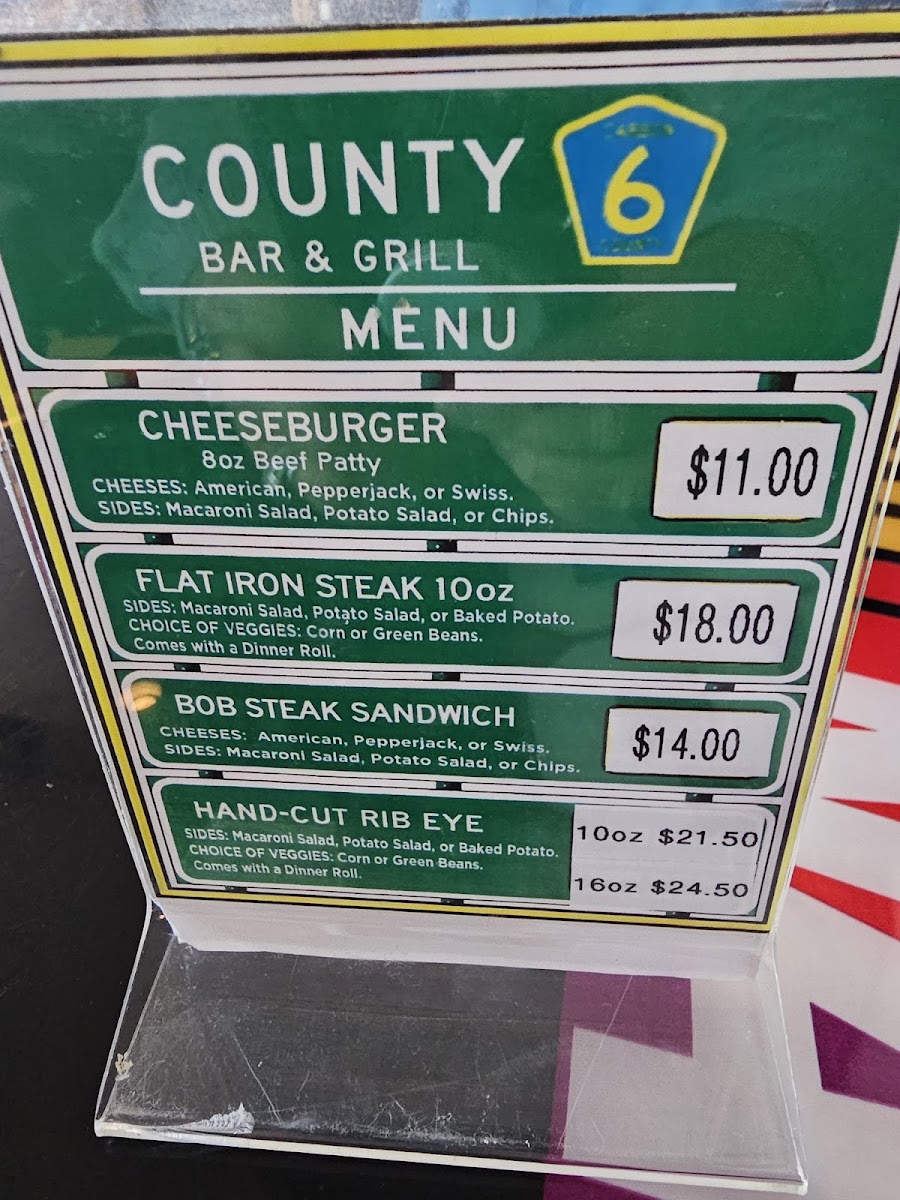 COUNTY
6
BAR & GRILL
MENU
CHEESEBURGER
8oz Beef Patty
CHEESES: American, Pepperjack, or Swiss.
SIDES: Macaroni Salad, Potato Salad, or Chips.
$11.00
FLAT IRON STEAK 10oz
SIDES: Macaroni Salad, Potato Salad, or Baked Potato.
CHOICE OF VEGGIES: Corn or Green Beans.
Comes with a Dinner Roll.
$18.00
BOB STEAK SANDWICH
CHEESES: American, Pepperjack, or Swiss.
SIDES: Macaroni Salad, Potato Salad, or Chips.
$14.00
HAND-CUT RIB EYE
SIDES: Macaroni Salad, Potato Salad, or Baked Potato.
CHOICE OF VEGGIES: Corn or Green Beans.
Comes with a Dinner Roll.
10oz $21.50
16oz $24.50